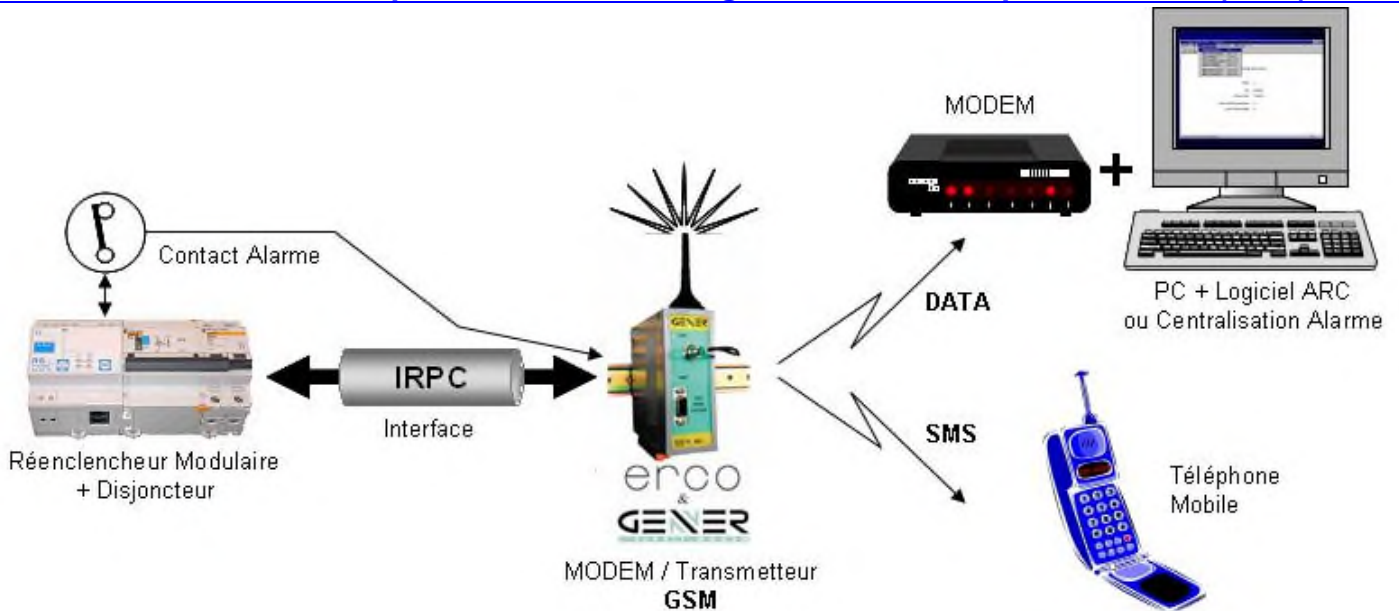 MODEM
Contact Alarme
DATA
PC + Logiciel ARC
ou Centralisation Alarme
GENER
IRPC
Interface
SMS
Réenclencheur Modulaire
+ Disjoncteur
erco
&
GENER
Téléphone
Mobile
MODEM / Transmetteur
GSM